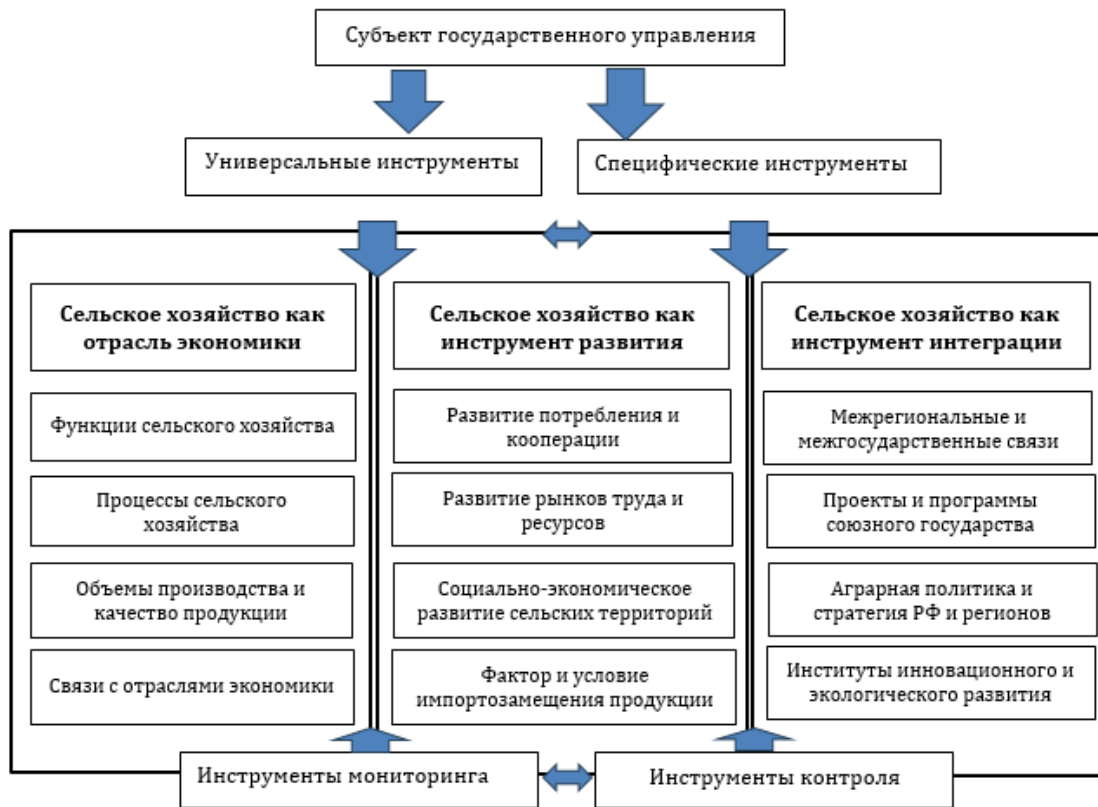 Субъект государственного управления
Универсальные инструменты
Специфические инструменты
Сельское хозяйство как
отрасль экономики
Функции сельского хозяйства
Процессы сельского
хозяйства
Объемы производства и
качество продукции
Связи с отраслями экономики
Сельское хозяйство как
инструмент развития
Развитие потребления и
кооперации
Развитие рынков труда и
ресурсов
Социально-экономическое
развитие сельских территорий
Фактор и условие
импортозамещения продукции
Сельское хозяйство как
инструмент интеграции
Межрегиональные и
межгосударственные связи
Проекты и программы
союзного государства
Аграрная политика и
стратегия РФ и регионов
Институты инновационного и
экологического развития
Инструменты мониторинга
Инструменты контроля